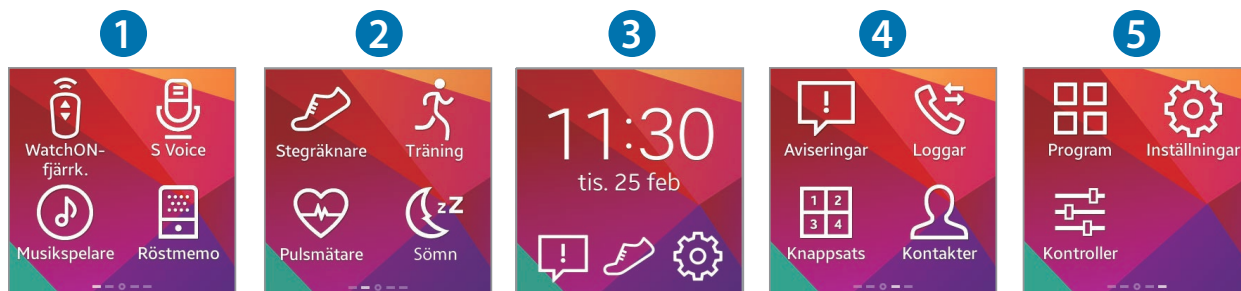 1
2
3
4
5
WatchON-
fjärrk.
S Voice
Musikspelare
Röstmemo
Stegräknare
Träning
Pulsmätare
zZ
Sömn
11:30
tis. 25 feb
!
!
Aviseringar
Loggar
1 2
3 4
Knappsats
Kontakter
Program
Inställningar
Kontroller